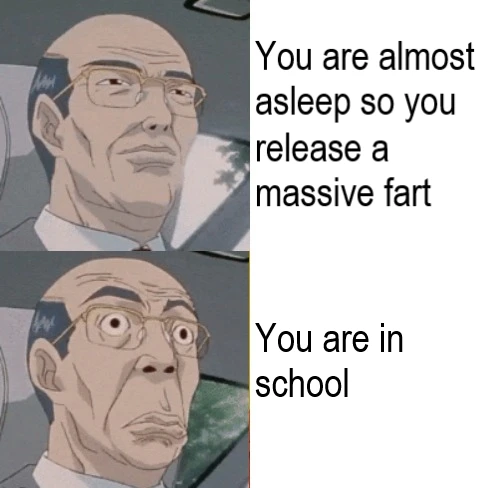 You are almost
asleep so you
release a
massive fart
You are in
school